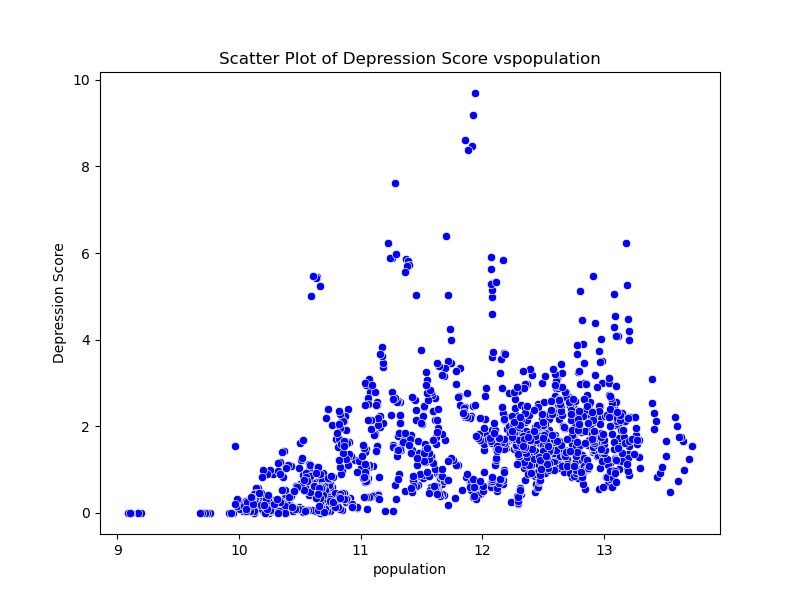 Scatter Plot of Depression Score vspopulation
10
8
6
4
2
0
Depression Score
9 10 11 12 13
population